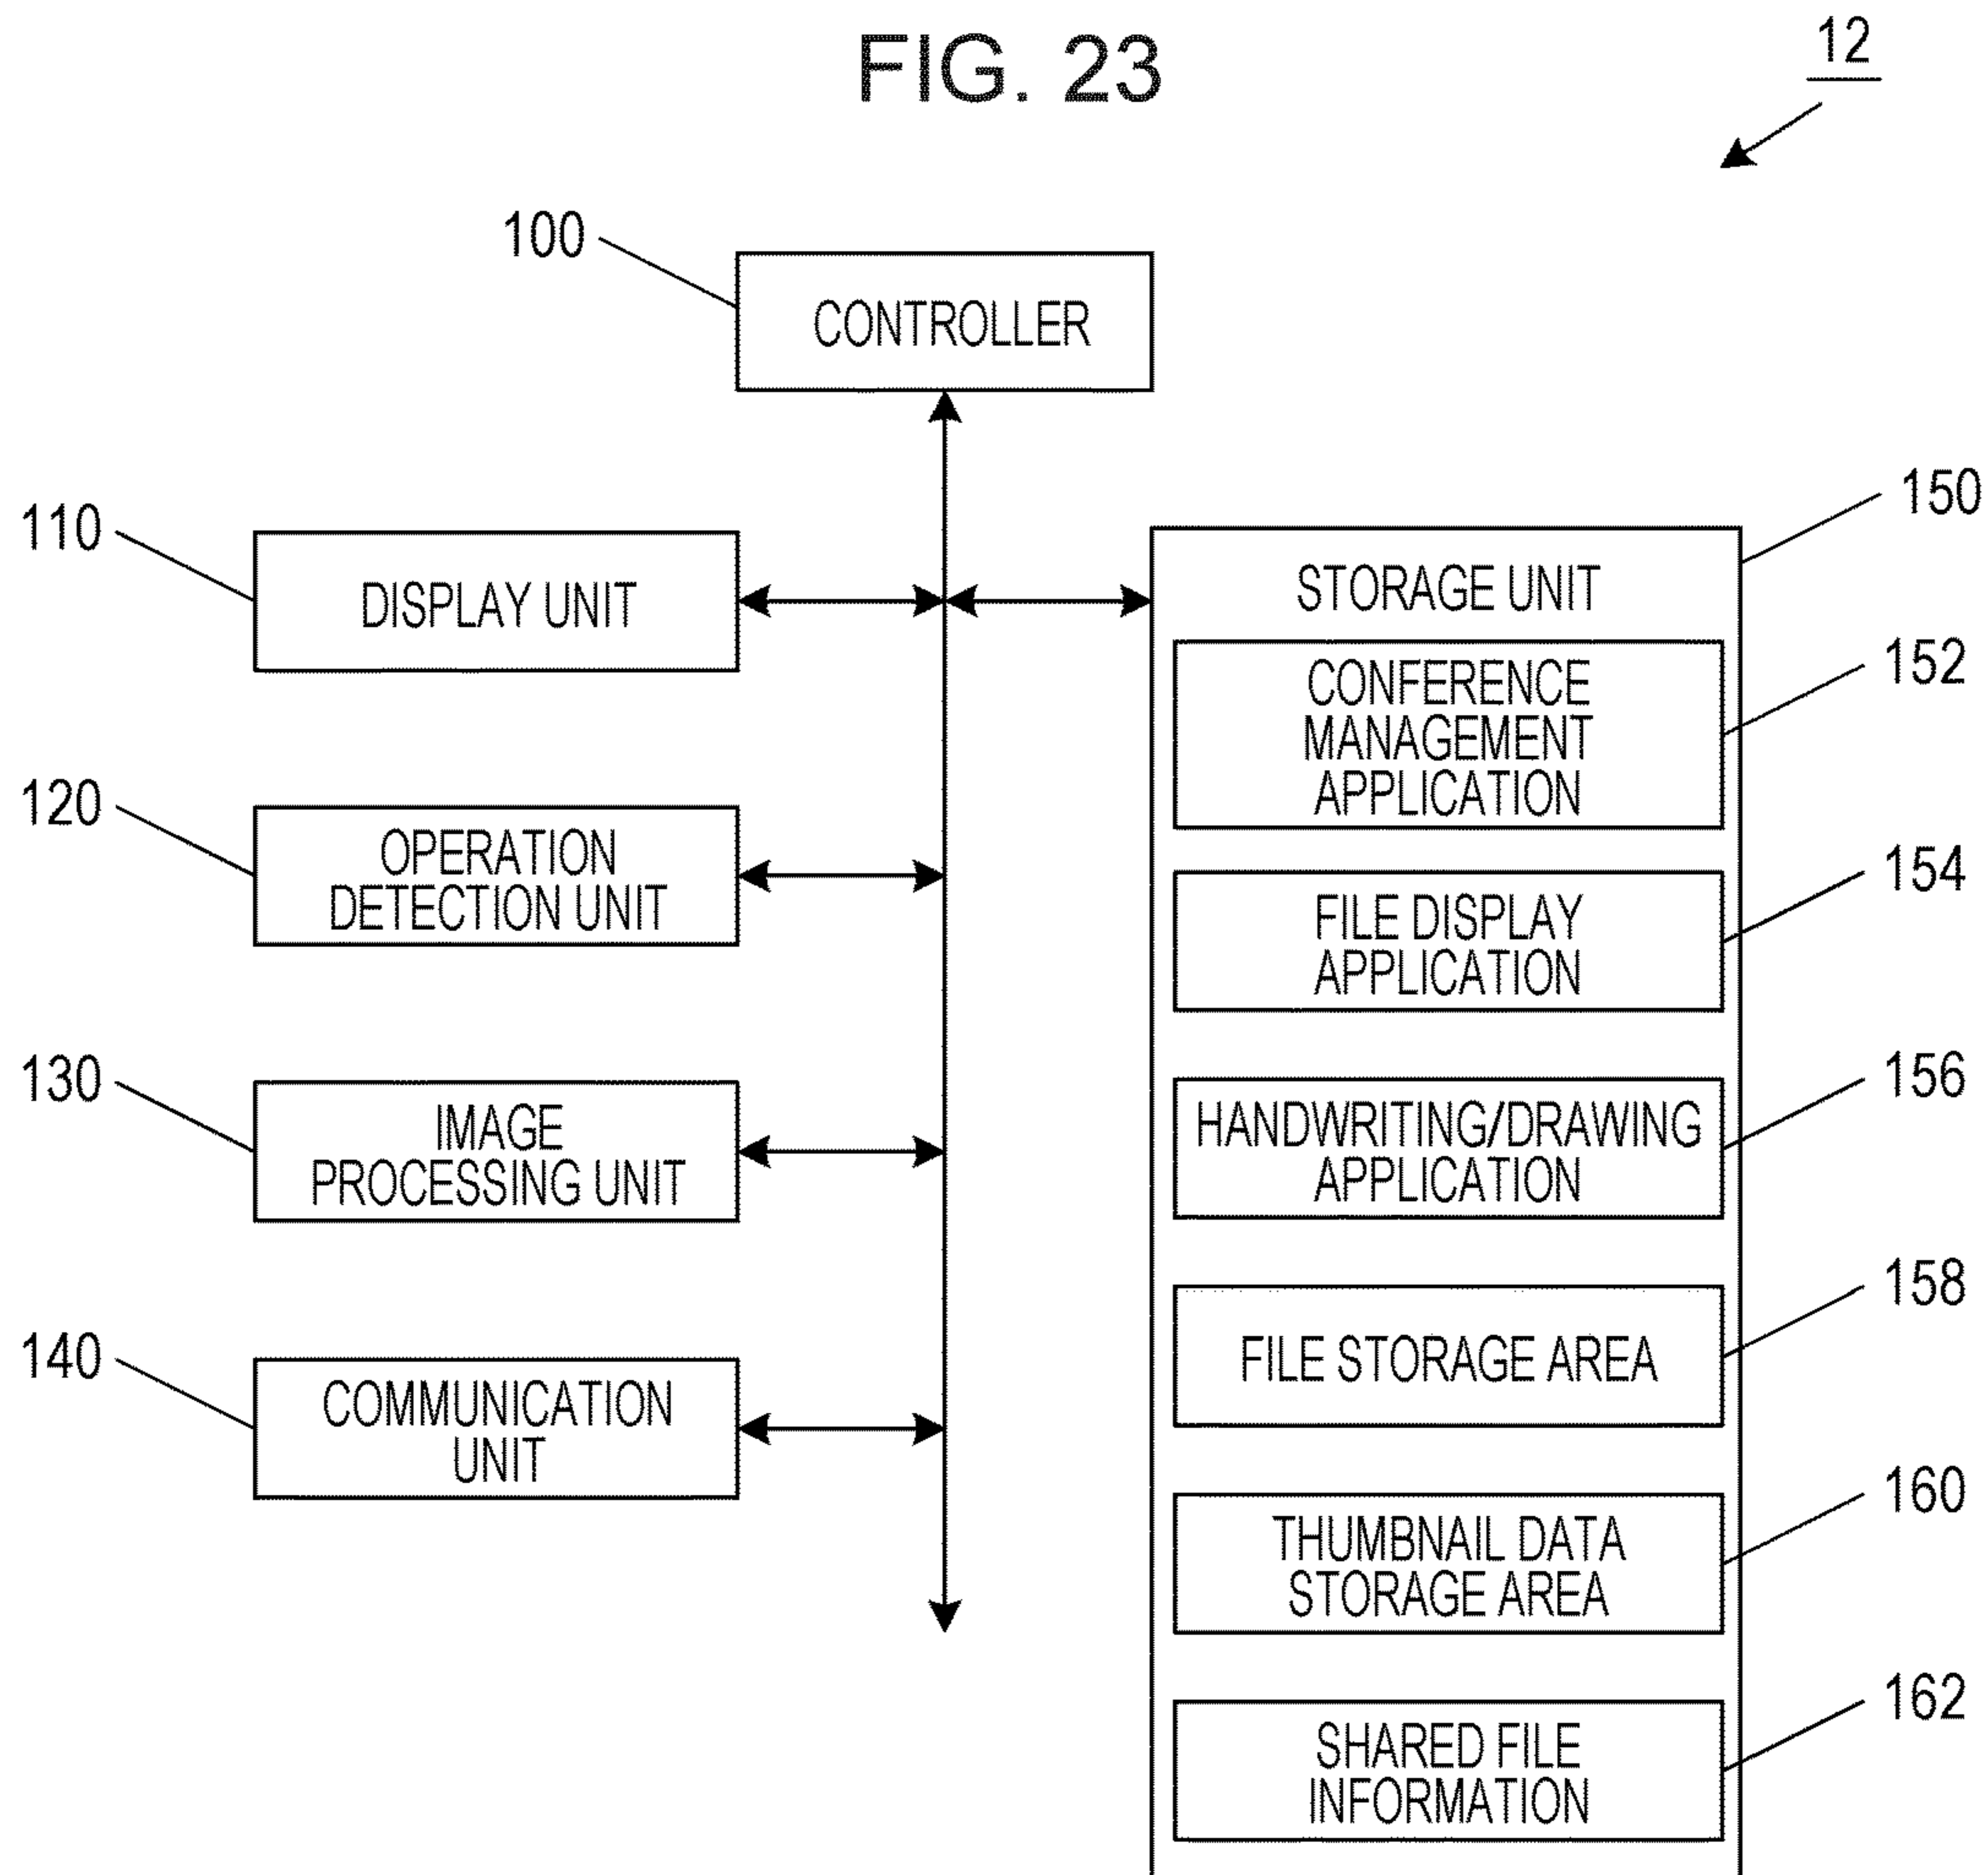 FIG. 23
12
100
CONTROLLER
110
DISPLAY UNIT
120
OPERATION
DETECTION UNIT
130
IMAGE
PROCESSING UNIT
140
COMMUNICATION
UNIT
150
STORAGE UNIT
152
CONFERENCE
MANAGEMENT
APPLICATION
154
FILE DISPLAY
APPLICATION
156
HANDWRITING/DRAWING
APPLICATION
158
FILE STORAGE AREA
160
THUMBNAIL DATA
STORAGE AREA
162
SHARED FILE
INFORMATION